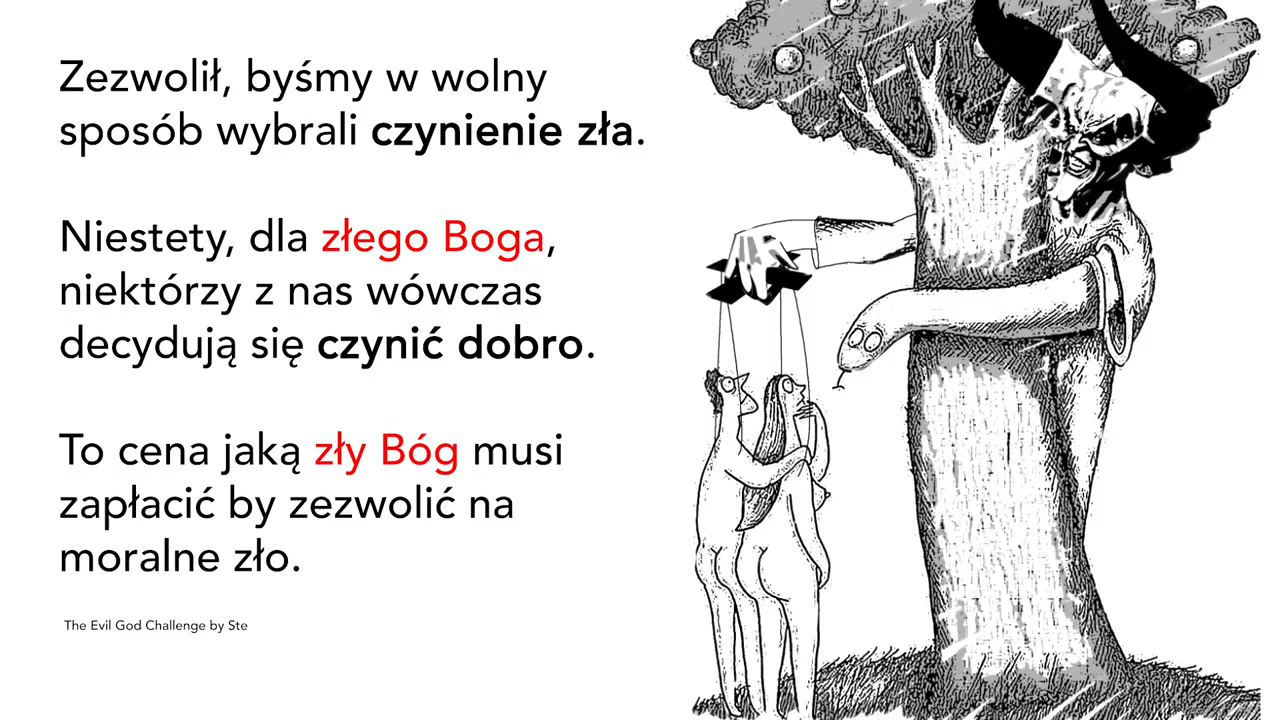 Zezwolił, byśmy w wolny
sposób wybrali czynienie zła.
Niestety, dla złego Boga,
niektórzy z nas wówczas
decydują się czynić dobro.
To cena jaką zły Bóg musi
zapłacić by zezwolić na
moralne zło.
The Evil God Challenge by Ste